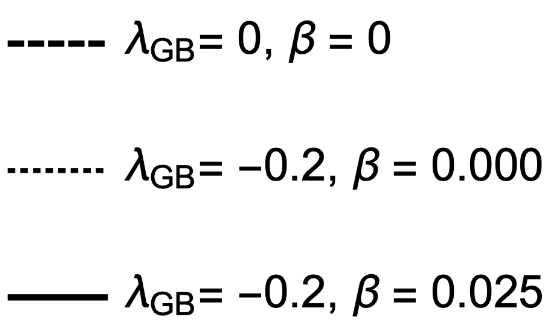 λGB= 0, β = 0
λGB= −0.2, β = 0.000
λGB= −0.2, β = 0.025